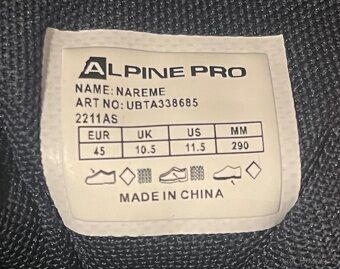 ALPINE PRO
NAME: NAREME
ART NO: UBTA338685
2211AS
EUR UK US MM
45 10.5 11.5 290
MADE IN CHINA